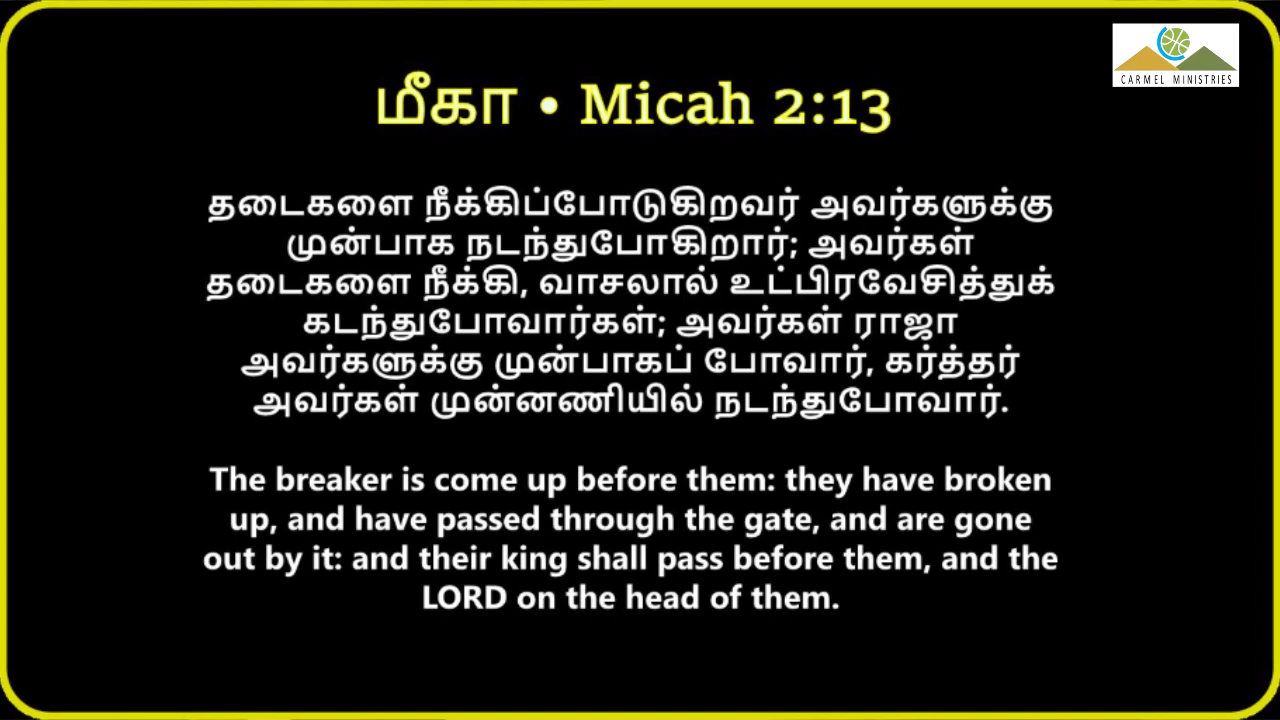 CARMEL MINISTRIES
மீகா • Micah 2:13
தடைகளை நீக்கிப்போடுகிறவர் அவர்களுக்கு
முன்பாக நடந்துபோகிறார்; அவர்கள்
தடைகளை நீக்கி, வாசலால் உட்பிரவேசித்துக்
கடந்துபோவார்கள்; அவர்கள் ராஜா
அவர்களுக்கு முன்பாகப் போவார், கர்த்தர்
அவர்கள் முன்னணியில் நடந்துபோவார்.
The breaker is come up before them: they have broken
up, and have passed through the gate, and are gone
out by it: and their king shall pass before them, and the
LORD on the head of them.